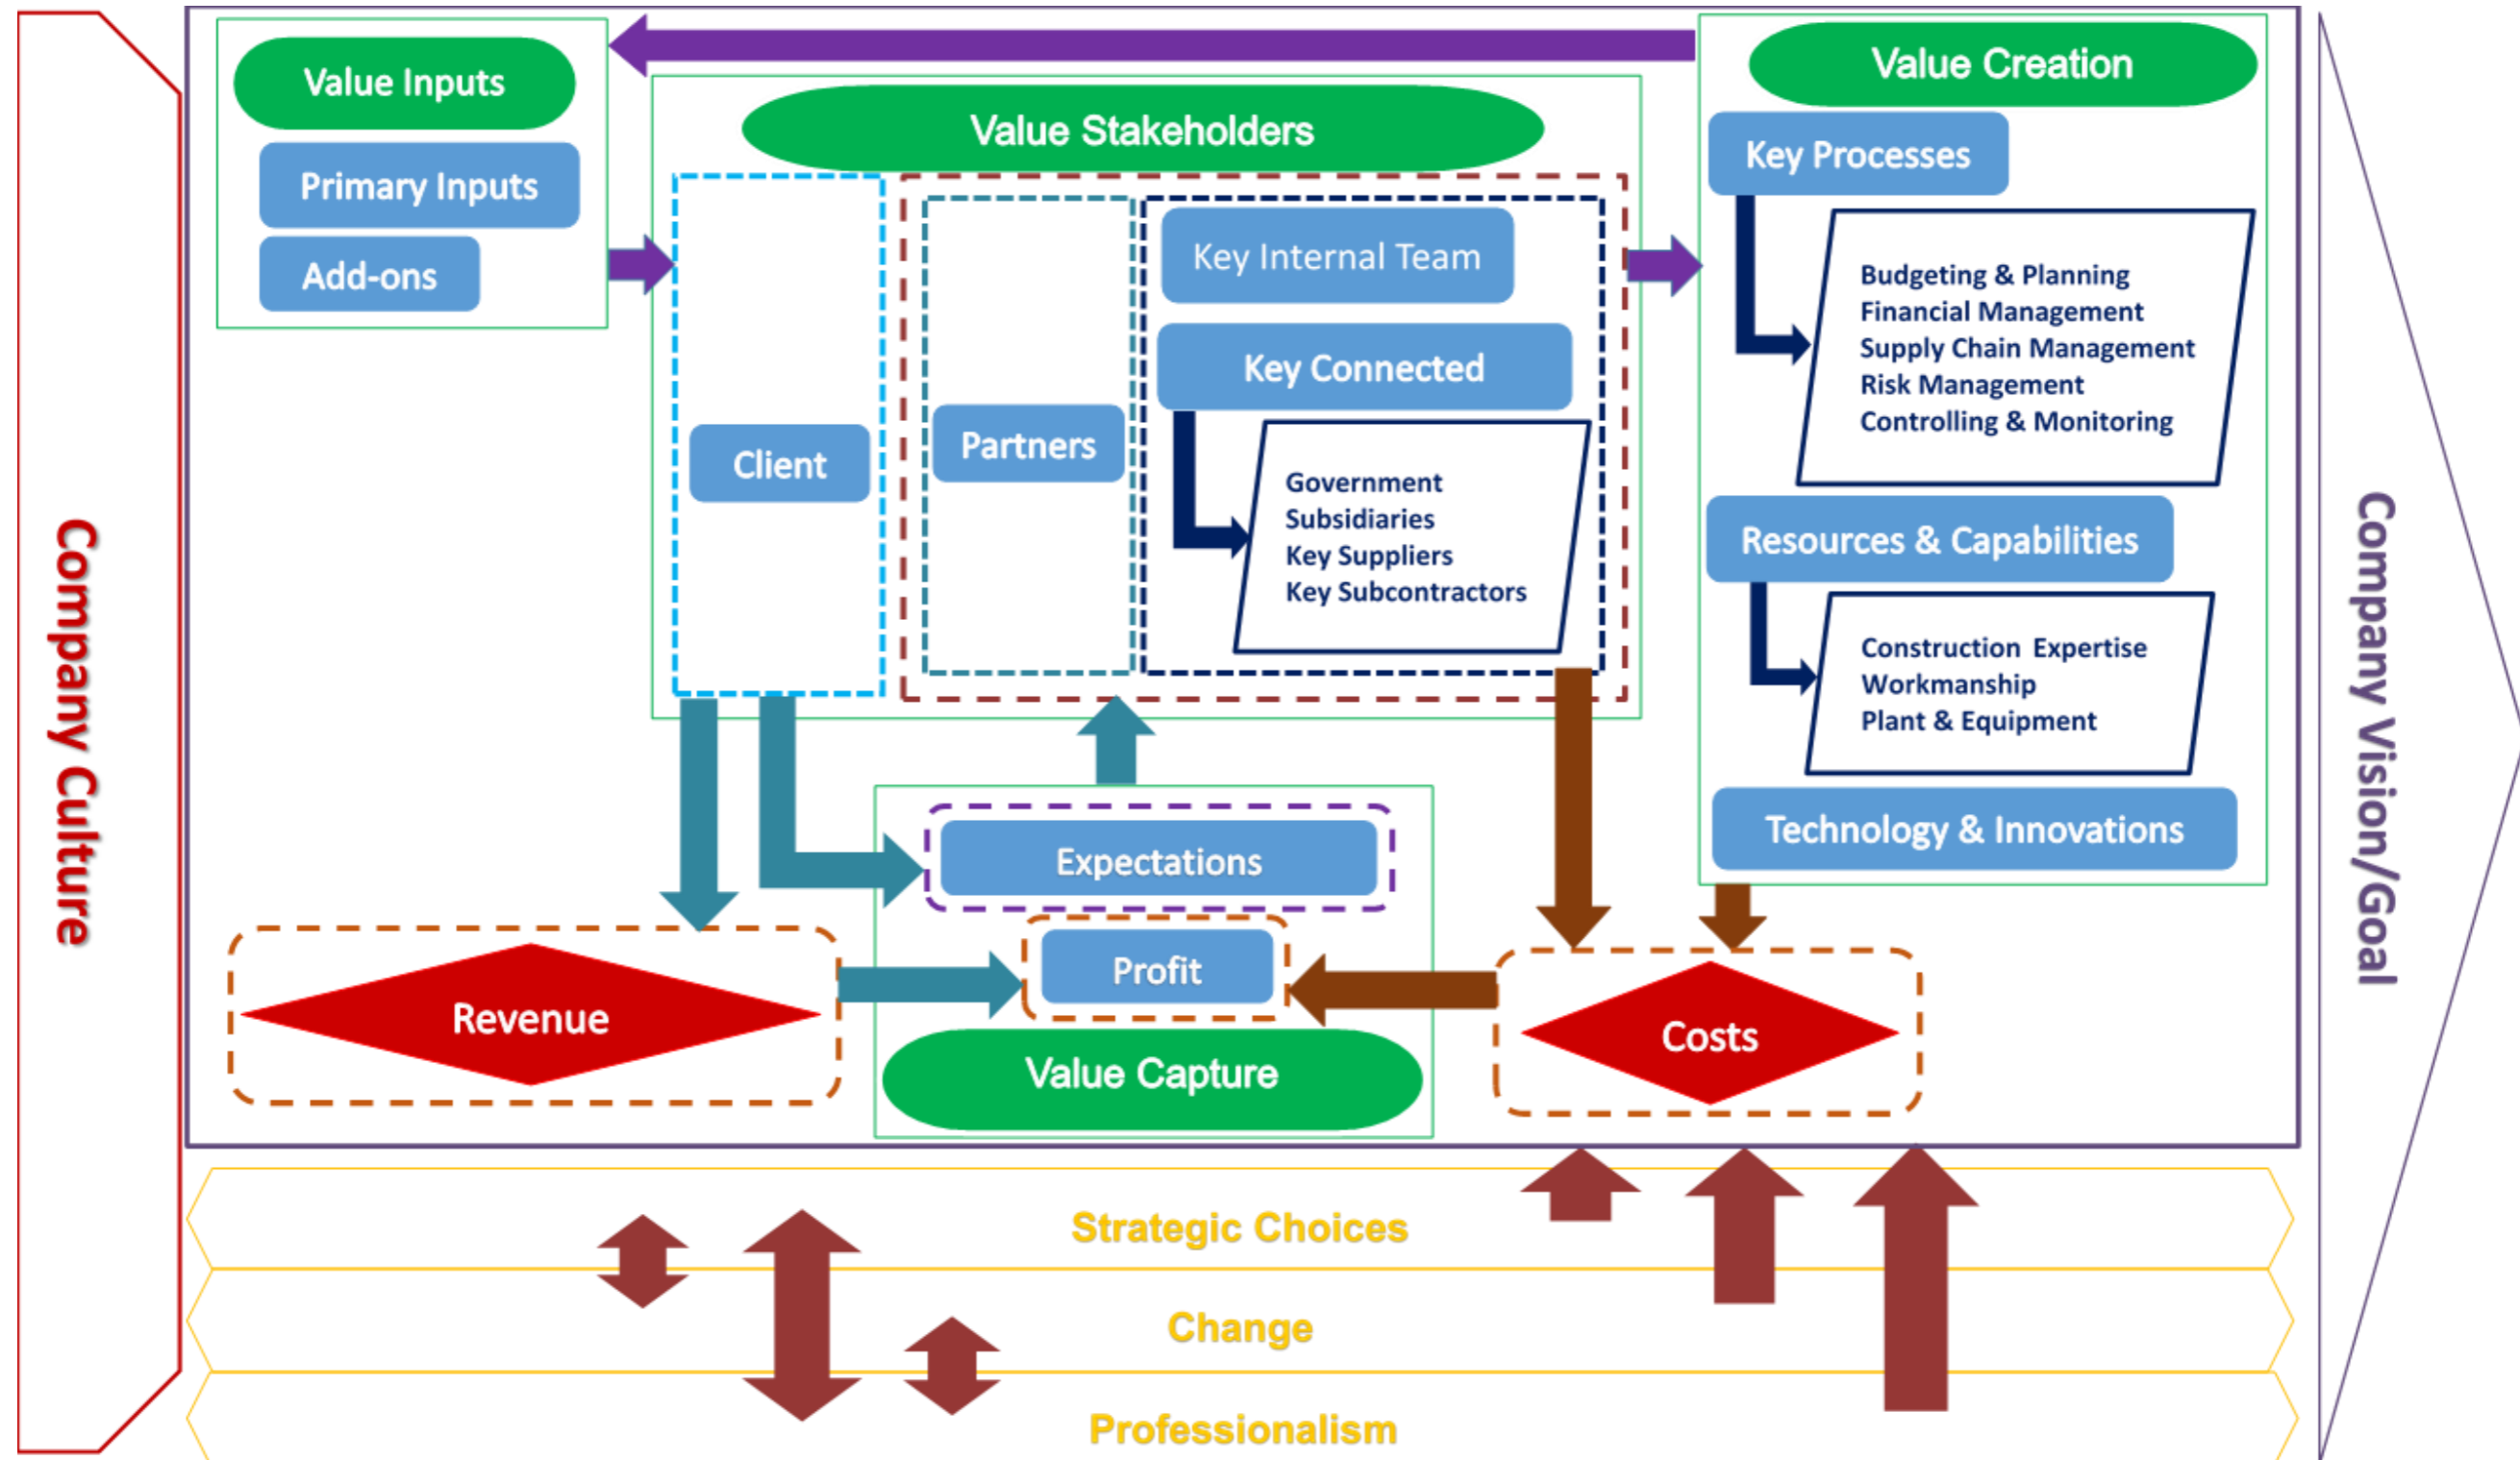 Company Culture
Value Inputs
Primary Inputs
Add-ons
Value Stakeholders
Client
Partners
Key Internal Team
Key Connected
Government
Subsidiaries
Key Suppliers
Key Subcontractors
Value Creation
Key Processes
Budgeting & Planning
Financial Management
Supply Chain Management
Risk Management
Controlling & Monitoring
Resources & Capabilities
Construction Expertise
Workmanship
Plant & Equipment
Technology & Innovations
Expectations
Profit
Value Capture
Revenue
Costs
Company Vision/Goal
Strategic Choices
Change
Professionalism